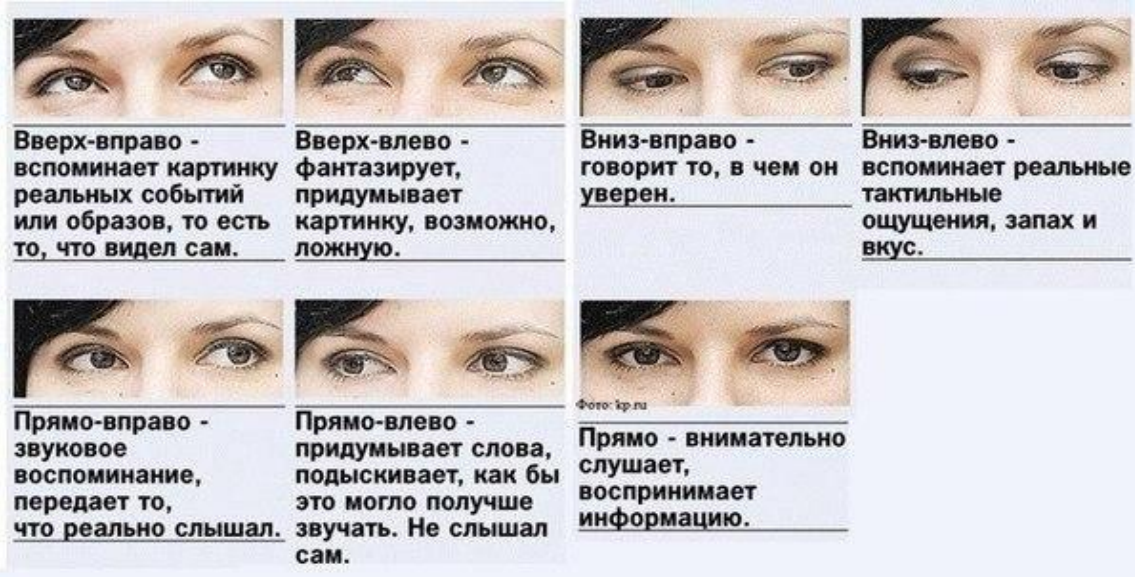 Вверх-вправо -
вспоминает картинку
реальных событий
или образов, то есть
то, что видел сам.
Вверх-влево -
фантазирует,
придумывает
картинку, возможно,
ложную.
Вниз-вправо -
говорит то, в чем он
уверен.
Вниз-влево -
вспоминает реальные
тактильные
ощущения, запах и
вкус.
Прямо-вправо -
звуковое
воспоминание,
передает то,
что реально слышал.
Прямо-влево -
придумывает слова,
подыскивает, как бы
это могло получше
звучать. Не слышал
сам.
Фото: kp.ru
Прямо - внимательно
слушает,
воспринимает
информацию.